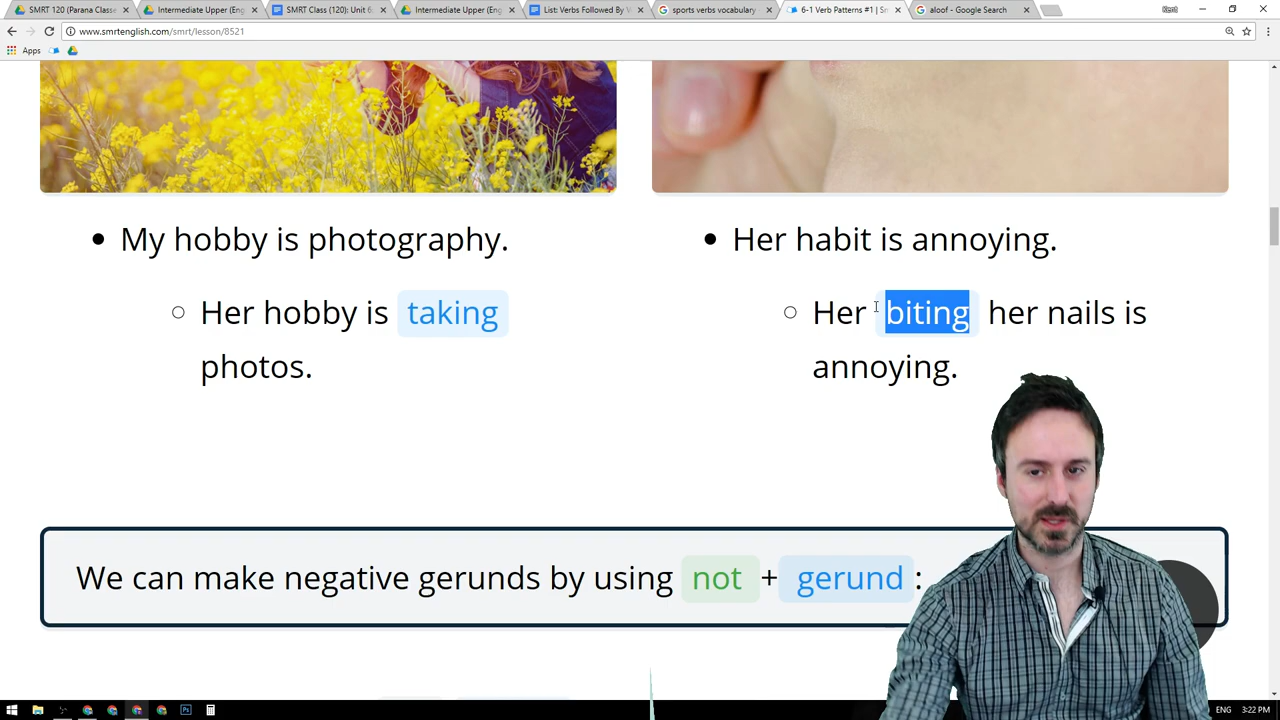 SMRT 120 (Parana Classe
Intermediate Upper (Eng
SMRT Class (120): Unit 6
Intermediate Upper (Eng
List: Verbs Followed By
sports verbs vocabulary
6-1 Verb Patterns #1 | Sm
aloof - Google Search
www.smrtenglish.com/smrt/lesson/8521
Apps
My hobby is photography.
Her hobby is taking
photos.
Her habit is annoying.
Her biting her nails is
annoying.
We can make negative gerunds by using not + gerund :
ENG 3:22 PM